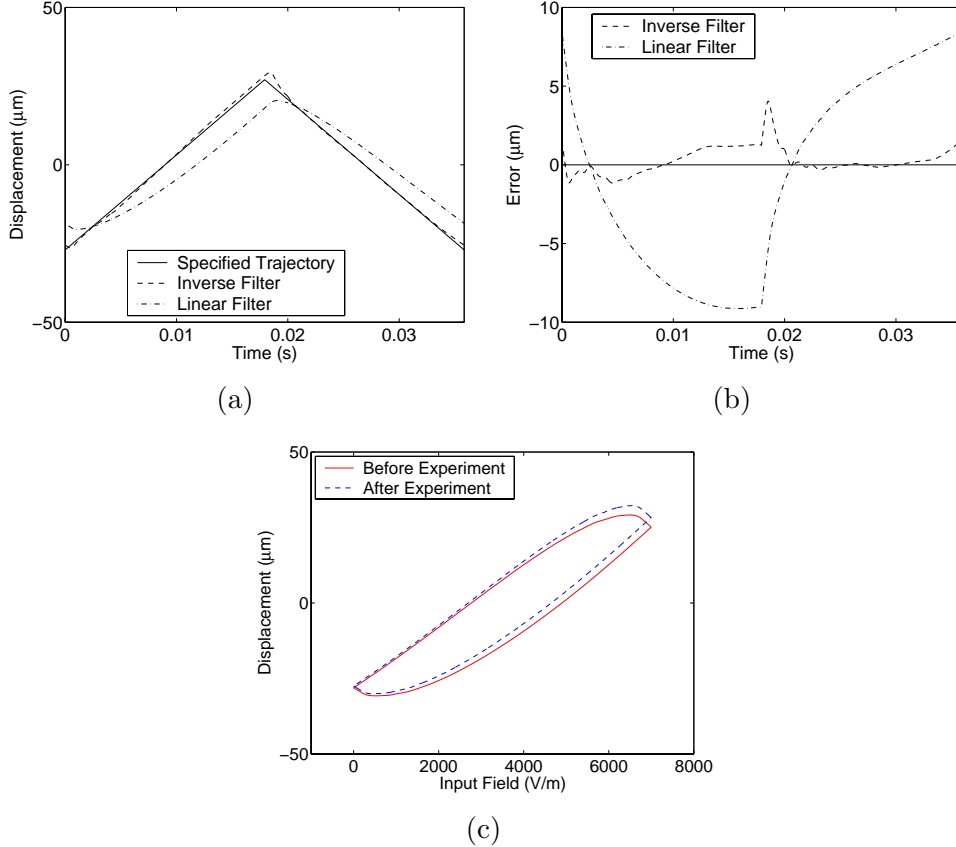 50
0
−50
0
0.01
0.02
0.03
Time (s)
Displacement (μm)
Specified Trajectory
Inverse Filter
Linear Filter
(a)
10
5
0
−5
−10
0
0.01
0.02
0.03
Time (s)
Error (μm)
Inverse Filter
Linear Filter
(b)
50
0
−50
0
2000
4000
6000
8000
Input Field (V/m)
Displacement (μm)
Before Experiment
After Experiment
(c)